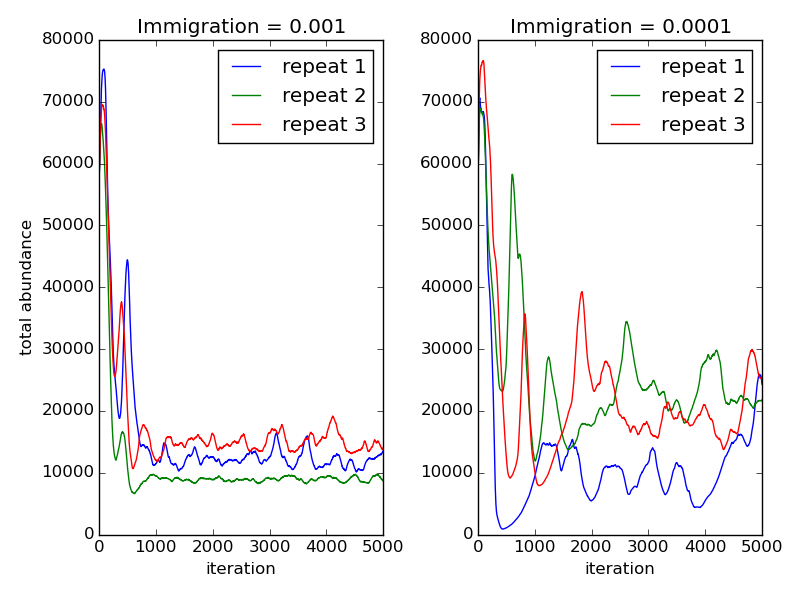 Immigration = 0.001
80000
70000
60000
50000
40000
30000
20000
10000
0
total abundance
repeat 1
repeat 2
repeat 3
0 1000 2000 3000 4000 5000
iteration
Immigration = 0.0001
80000
70000
60000
50000
40000
30000
20000
10000
0
repeat 1
repeat 2
repeat 3
0 1000 2000 3000 4000 5000
iteration